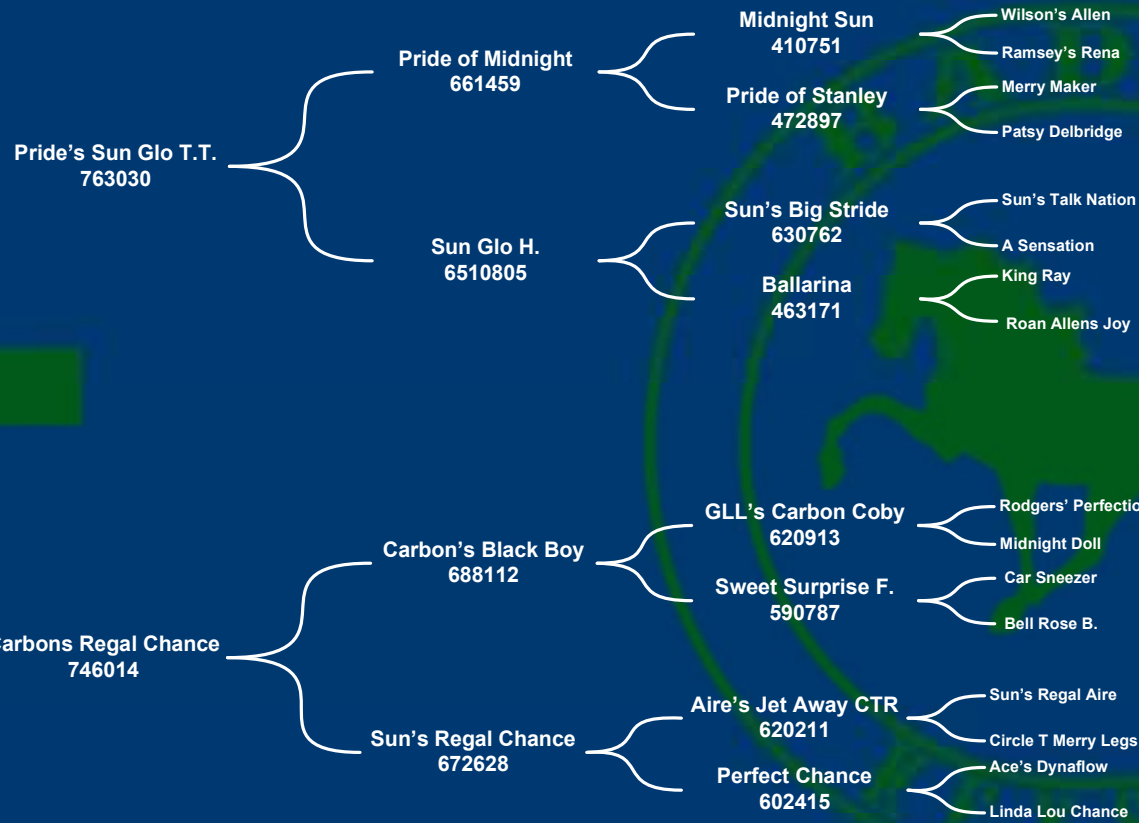 Pride's Sun Glo T.T.
763030
Pride of Midnight
661459
Midnight Sun
410751
Wilson's Allen
Ramsey's Rena
Pride of Stanley
472897
Merry Maker
Patsy Delbridge
Sun Glo H.
6510805
Sun's Big Stride
630762
Sun's Talk Nation
A Sensation
Ballarina
463171
King Ray
Roan Allens Joy
Carbons Regal Chance
746014
Carbon's Black Boy
688112
GLL's Carbon Coby
620913
Rodgers' Perfectio
Midnight Doll
Sweet Surprise F.
590787
Car Sneezer
Bell Rose B.
Sun's Regal Chance
672628
Aire's Jet Away CTR
620211
Sun's Regal Aire
Circle T Merry Legs
Perfect Chance
602415
Ace's Dynaflow
Linda Lou Chance